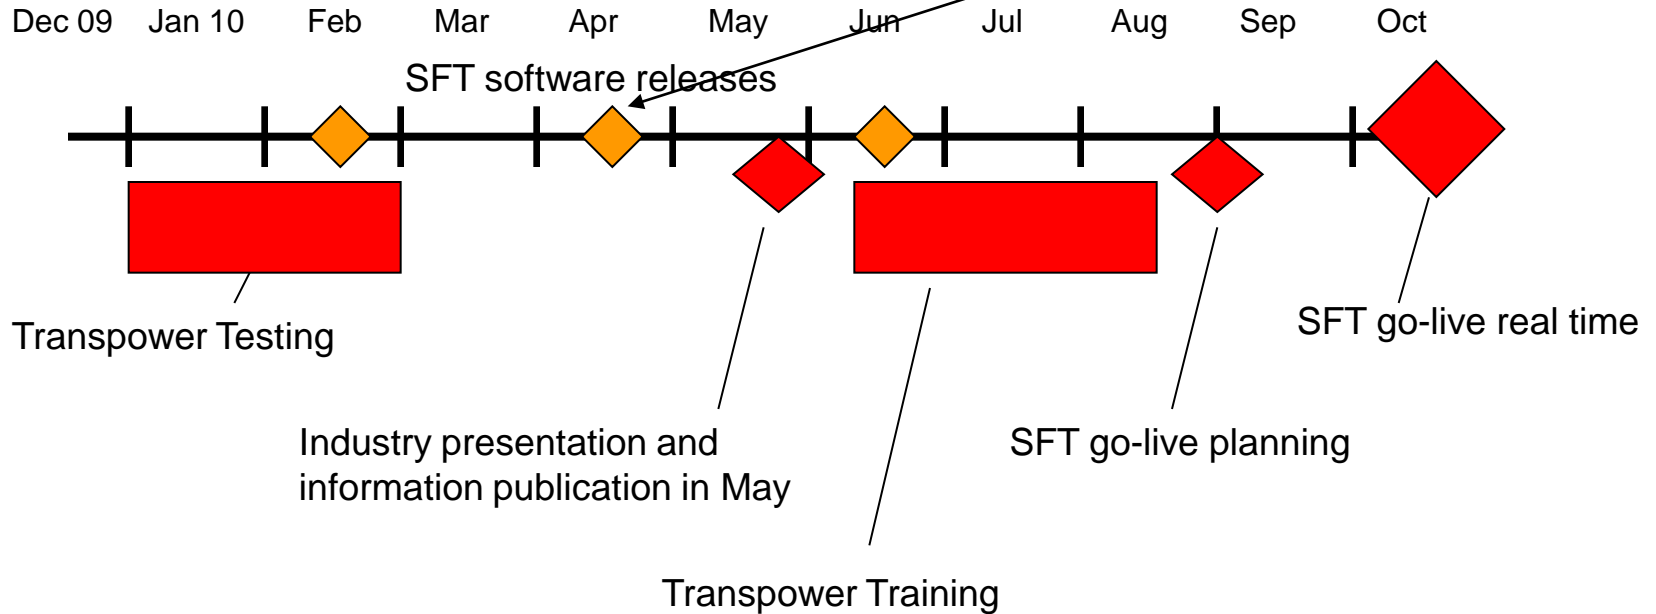 Dec 09 Jan 10 Feb Mar Apr May Jun Jul Aug Sep Oct
SFT software releases
SFT go-live real time
Transpower Testing
Industry presentation and
information publication in May
SFT go-live planning
Transpower Training